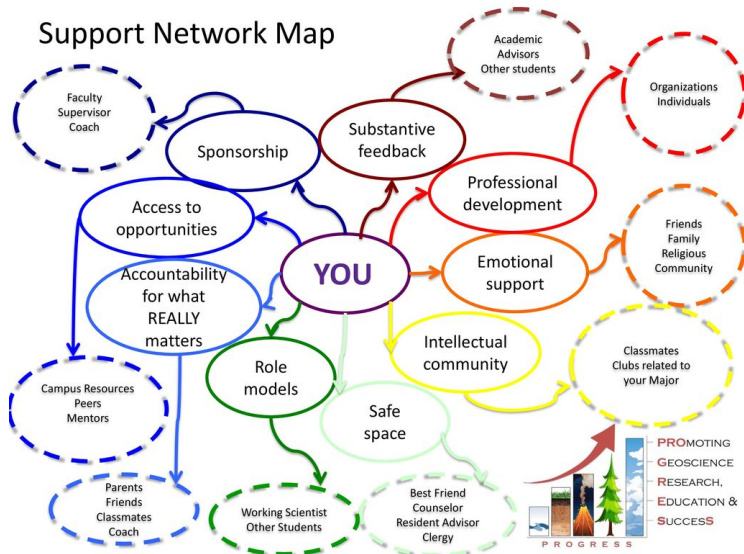 Support Network Map
Academic
Advisors
Other students
Organizations
Individuals
Faculty
Supervisor
Coach
Sponsorship
Substantive
feedback
Professional
development
Access to
opportunities
Friends
Family
Religious
Community
YOU
Emotional
support
Accountability
for what
REALLY
matters
Intellectual
community
Classmates
Clubs related to
your Major
Role
models
Campus Resources
Peers
Mentors
Safe
space
Parents
Friends
Classmates
Coach
Working Scientist
Other Students
Best Friend
Counselor
Resident Advisor
Clergy
PROMOTING
GEOSCIENCE
RESEARCH,
EDUCATION &
SUCCESS
PROGRESS